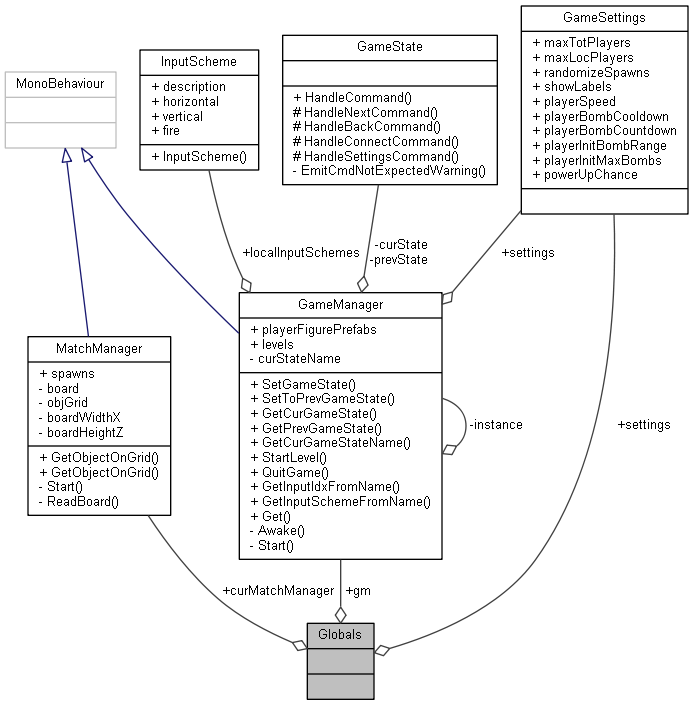 GameSettings
+ maxTotPlayers
+ maxLocPlayers
+ randomizeSpawns
+ showLabels
+ playerSpeed
+ playerBombCooldown
+ playerBombCountdown
+ playerInitBombRange
+ playerInitMaxBombs
+ powerUpChance
GameState
+ HandleCommand()
# HandleNextCommand()
# HandleBackCommand()
# HandleConnectCommand()
# HandleSettingsCommand()
- EmitCmdNotExpectedWarning()
InputScheme
+ description
+ horizontal
+ vertical
+ fire
+ InputScheme()
MonoBehaviour
+localInputSchemes
-curState
-prevState
+settings
GameManager
+ playerFigurePrefabs
+ levels
- curStateName
+ SetGameState()
+ SetToPrevGameState()
+ GetCurGameState()
+ GetPrevGameState()
+ GetCurGameStateName()
+ StartLevel()
+ QuitGame()
+ GetInputIdxFromName()
+ GetInputSchemeFromName()
+ Get()
- Awake()
- Start()
MatchManager
+ spawns
- board
- objGrid
- boardWidthX
- boardHeightZ
+ GetObjectOnGrid()
+ GetObjectOnGrid()
- Start()
- ReadBoard()
-instance
+settings
+curMatchManager
+gm
Globals